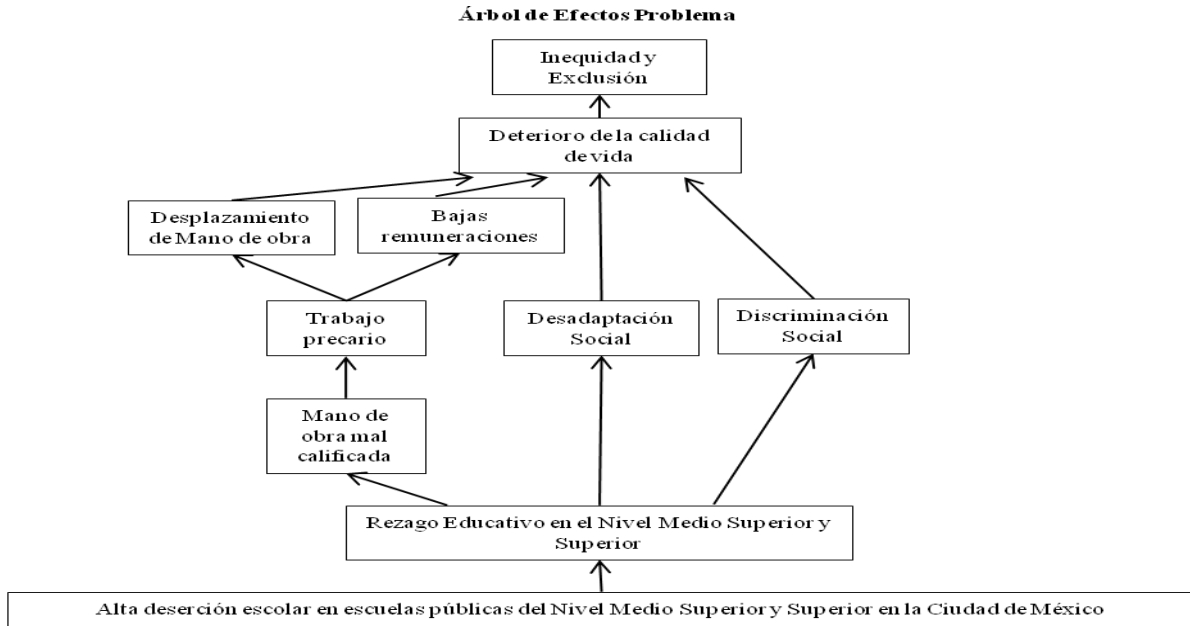 Árbol de Efectos Problema
Inequidad y
Exclusión
Deterioro de la calidad
de vida
Desplazamiento
de Mano de obra
Bajas
remuneraciones
Trabajo
precario
Desadaptación
Social
Discriminación
Social
Mano de
obra mal
calificada
Rezago Educativo en el Nivel Medio Superior y
Superior
Alta deserción escolar en escuelas públicas del Nivel Medio Superior y Superior en la Ciudad de México